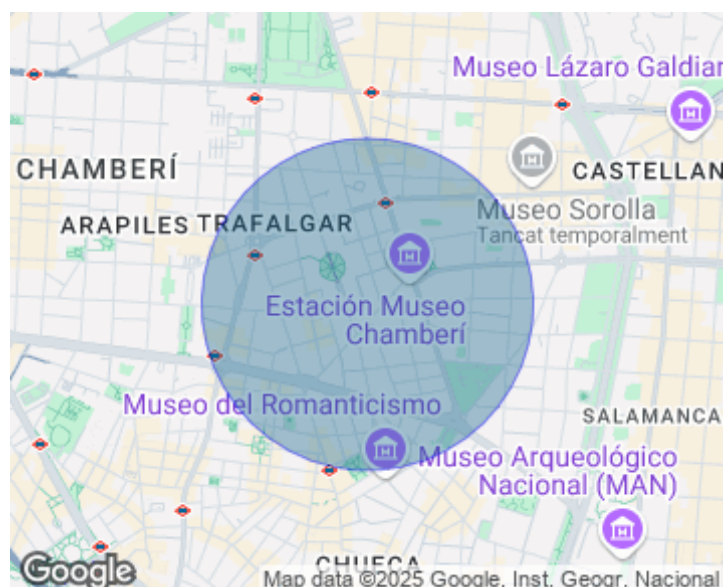 Museo Lázaro Galdian
CHAMBERÍ
CASTELLAN
ARAPILES TRAFALGAR
Museo Sorolla
Tancat temporalment
Estación Museo
Chamberí
Museo del Romanticismo
SALAMANCA
Museo Arqueológico
Nacional (MAN)
CHUECA
Google
Map data ©2025 Google, Inst. Geogr. Nacional